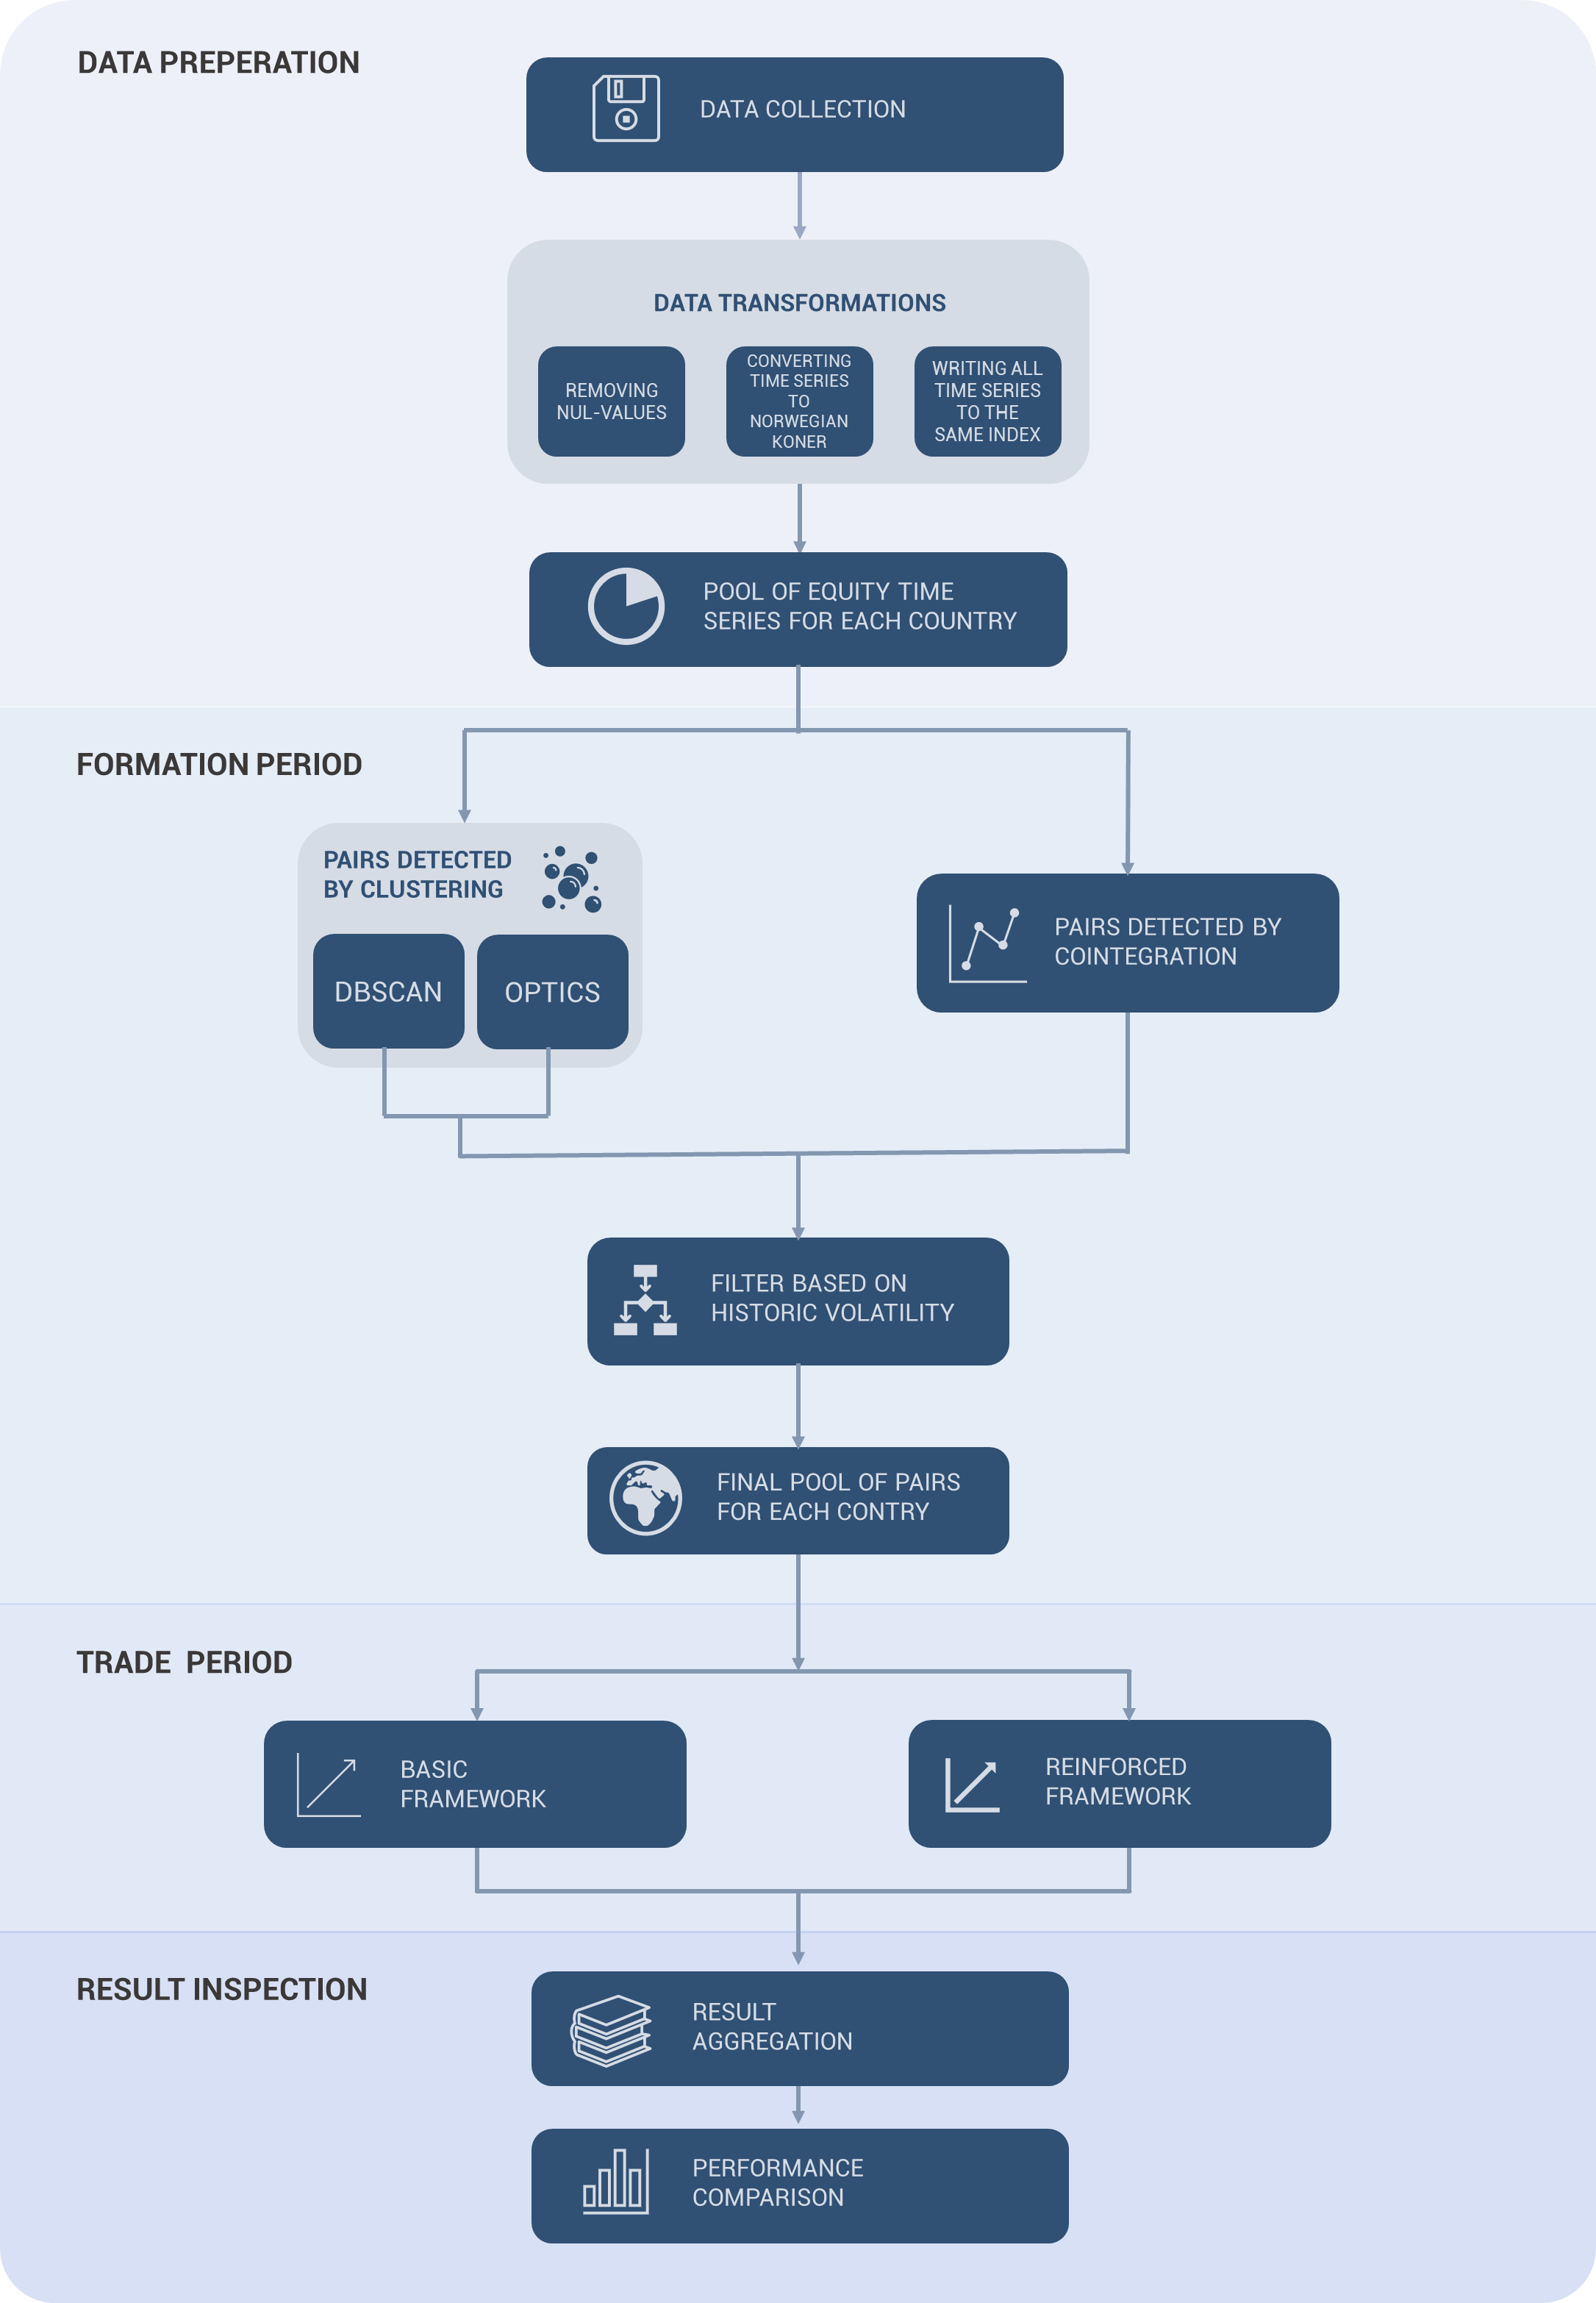 DATA PREPERATION
DATA COLLECTION
DATA TRANSFORMATIONS
REMOVING
NUL-VALUES
CONVERTING
TIME SERIES
TO
NORWEGIAN
KONER
WRITING ALL
TIME SERIES
TO THE
SAME INDEX
POOL OF EQUITY TIME
SERIES FOR EACH COUNTRY
FORMATION PERIOD
PAIRS DETECTED
BY CLUSTERING
DBSCAN
OPTICS
PAIRS DETECTED BY
COINTEGRATION
FILTER BASED ON
HISTORIC VOLATILITY
FINAL POOL OF PAIRS
FOR EACH CONTRY
TRADE PERIOD
BASIC
FRAMEWORK
REINFORCED
FRAMEWORK
RESULT INSPECTION
RESULT
AGGREGATION
PERFORMANCE
COMPARISON